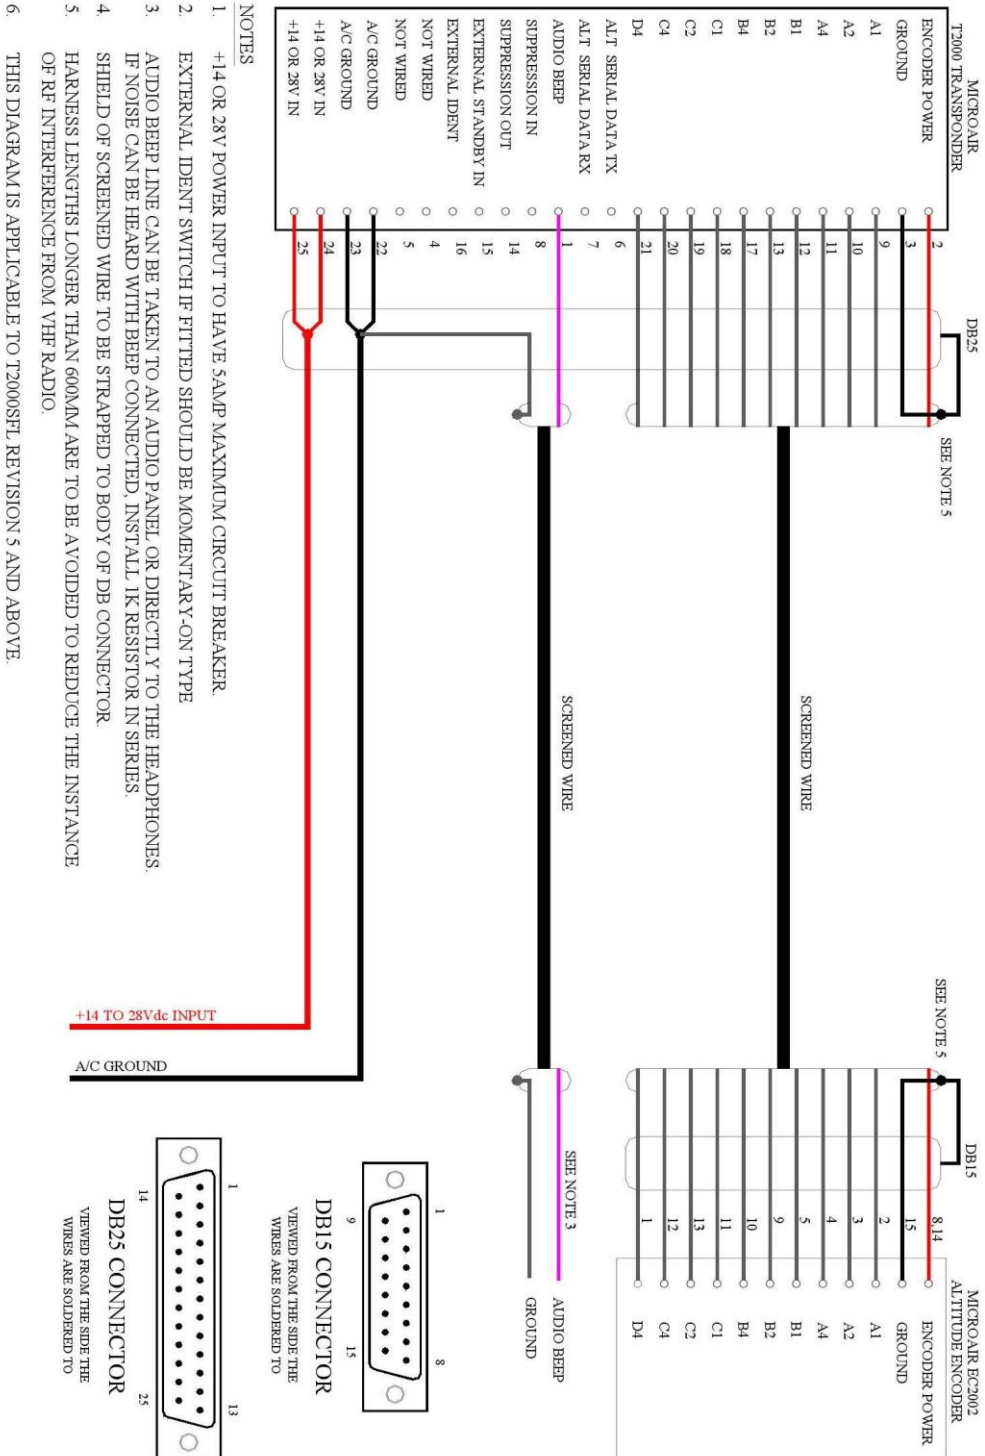 MICROAIR
T2000 TRANSPONDER
DB25
SEE NOTE 5
SEE NOTE 5
DB15
MICROAIR EC2002
ALTITUDE ENCODER
ENCODER POWER 2
GROUND 3
A1 9
A2 10
A4 11
B1 12
B2 13
B4 17
C1 18
C2 19
C4 20
D4 21
ALT SERIAL DATA TX 6
ALT SERIAL DATA RX 7
AUDIO BEEP 1
SUPPRESSION IN 8
SUPPRESSION OUT 14
EXTERNAL STANDBY IN 15
EXTERNAL IDENT 16
NOT WIRED 4
NOT WIRED 5
A/C GROUND 22
A/C GROUND 23
+14 OR 28V IN 24
+14 OR 28V IN 25
SCREENED WIRE
SCREENED WIRE
8,14 ENCODER POWER
15 GROUND
2 A1
3 A2
4 A4
5 B1
9 B2
10 B4
11 C1
13 C2
12 C4
1 D4
SEE NOTE 3
AUDIO BEEP
GROUND
+14 TO 28Vdc INPUT
A/C GROUND
1 8
9 15
DB15 CONNECTOR
VIEWED FROM THE SIDE THE
WIRES ARE SOLDERED TO
1 13
14 25
DB25 CONNECTOR
VIEWED FROM THE SIDE THE
WIRES ARE SOLDERED TO
NOTES
1. +14 OR 28V POWER INPUT TO HAVE 5AMP MAXIMUM CIRCUIT BREAKER.
2. EXTERNAL IDENT SWITCH IF FITTED SHOULD BE MOMENTARY-ON TYPE
3. AUDIO BEEP LINE CAN BE TAKEN TO AN AUDIO PANEL OR DIRECTLY TO THE HEADPHONES.
IF NOISE CAN BE HEARD WITH BEEP CONNECTED, INSTALL 1K RESISTOR IN SERIES.
4. SHIELD OF SCREENED WIRE TO BE STRAPPED TO BODY OF DB CONNECTOR.
5. HARNESS LENGTHS LONGER THAN 600MM ARE TO BE AVOIDED TO REDUCE THE INSTANCE
OF RF INTERFERENCE FROM VHF RADIO.
6. THIS DIAGRAM IS APPLICABLE TO T2000SFL REVISION 5 AND ABOVE.